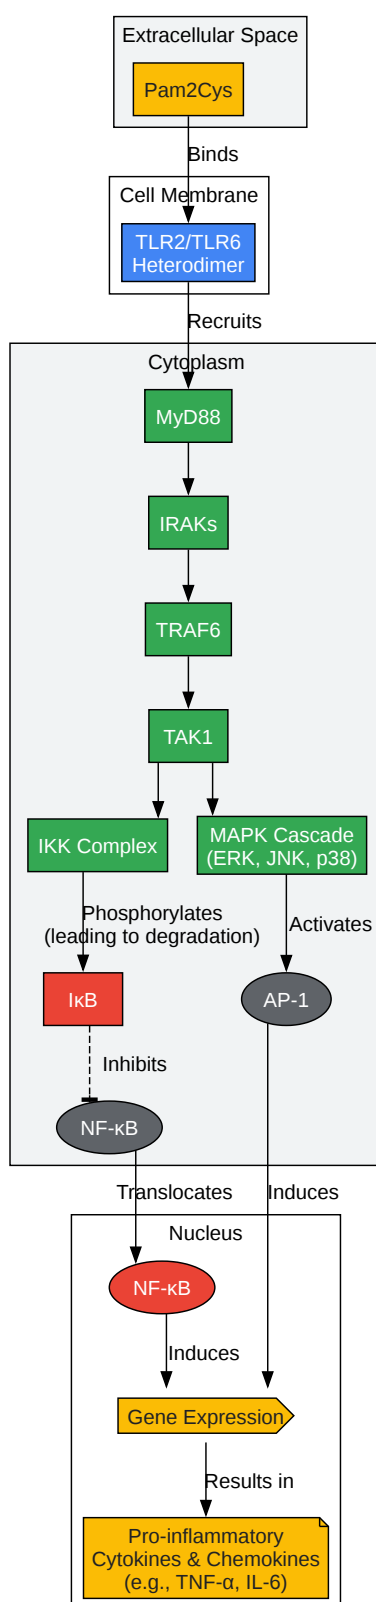 Extracellular Space
Pam2Cys
Binds
Cell Membrane
TLR2/TLR6
Heterodimer
Recruits
Cytoplasm
MyD88
IRAKs
TRAF6
TAK1
IKK Complex
MAPK Cascade
(ERK, JNK, p38)
Phosphorylates
(leading to degradation)
Activates
IκB
AP-1
Inhibits
NF-κB
Translocates
Induces
Nucleus
NF-κB
Induces
Gene Expression
Results in
Pro-inflammatory
Cytokines & Chemokines
(e.g., TNF-α, IL-6)